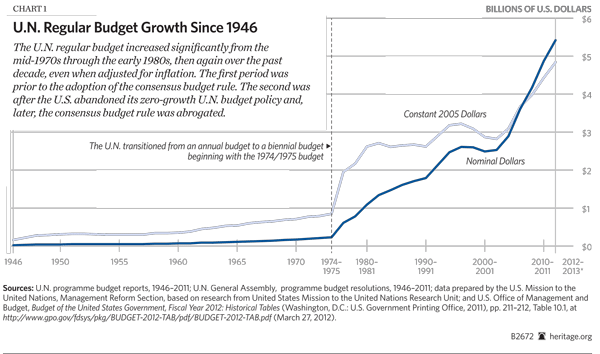 CHART 1
BILLIONS OF U.S. DOLLARS
U.N. Regular Budget Growth Since 1946
The U.N. regular budget increased significantly from the
mid-1970s through the early 1980s, then again over the past
decade, even when adjusted for inflation. The first period was
prior to the adoption of the consensus budget rule. The second was
after the U.S. abandoned its zero-growth U.N. budget policy and,
later, the consensus budget rule was abrogated.
$6
$5
$4
$3
$2
$1
$0
Constant 2005 Dollars
The U.N. transitioned from an annual budget to a biennial budget
beginning with the 1974/1975 budget
Nominal Dollars
1946 1950 1955 1960 1965 1970 1974– 1980– 1990– 2000– 2010– 2012–
1975 1981 1991 2001 2011 2013*
Sources: U.N. programme budget reports, 1946–2011; U.N. General Assembly, programme budget resolutions, 1946–2011; data prepared by the U.S. Mission to the
United Nations, Management Reform Section, based on research from United States Mission to the United Nations Research Unit; and U.S. Office of Management and
Budget, Budget of the United States Government, Fiscal Year 2012: Historical Tables (Washington, D.C.: U.S. Government Printing Office, 2011), pp. 211–212, Table 10.1, at
http://www.gpo.gov/fdsys/pkg/BUDGET-2012-TAB/pdf/BUDGET-2012-TAB.pdf (March 27, 2012).
B2672 heritage.org